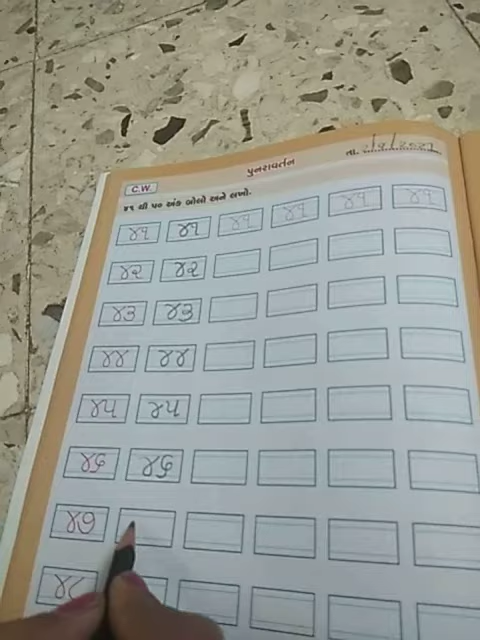 પુનરાવર્તન
C.W.
તા.
૪૧ થી ૫૦ અંક બોલો અને લખો.
૪૧ ૪૧ ૪૧ ૪૧ ૪૧ ૪૧
૪૨ ૪૨
૪૩ ૪૩
૪૪ ૪૪
૪૫ ૪૫
૪૬ ૪૬
૪૭
૪૮